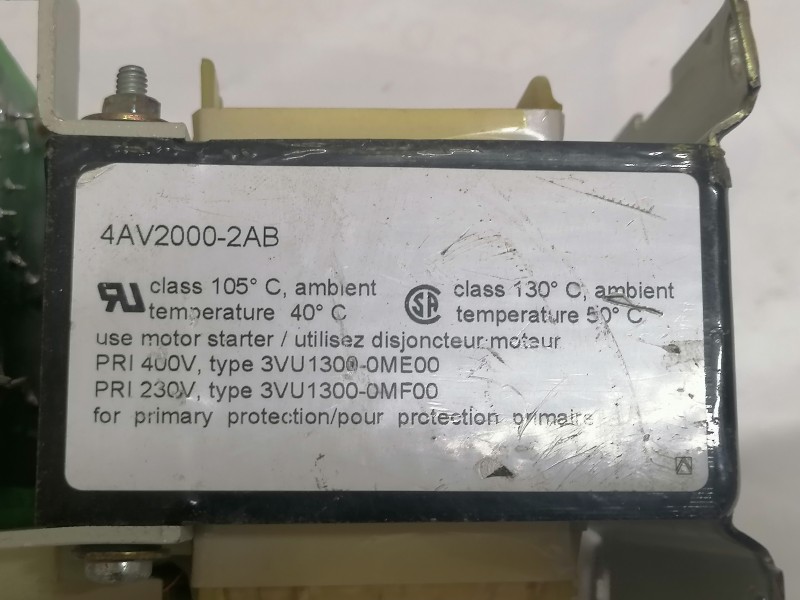 4AV2000-2AB
class 105° C, ambient
temperature 40° C
class 130° C, ambient
temperature 50° C
use motor starter / utilisez disjoncteur moteur
PRI 400V, type 3VU1300-0ME00
PRI 230V, type 3VU1300-0MF00
for primary protection/pour protection primaire